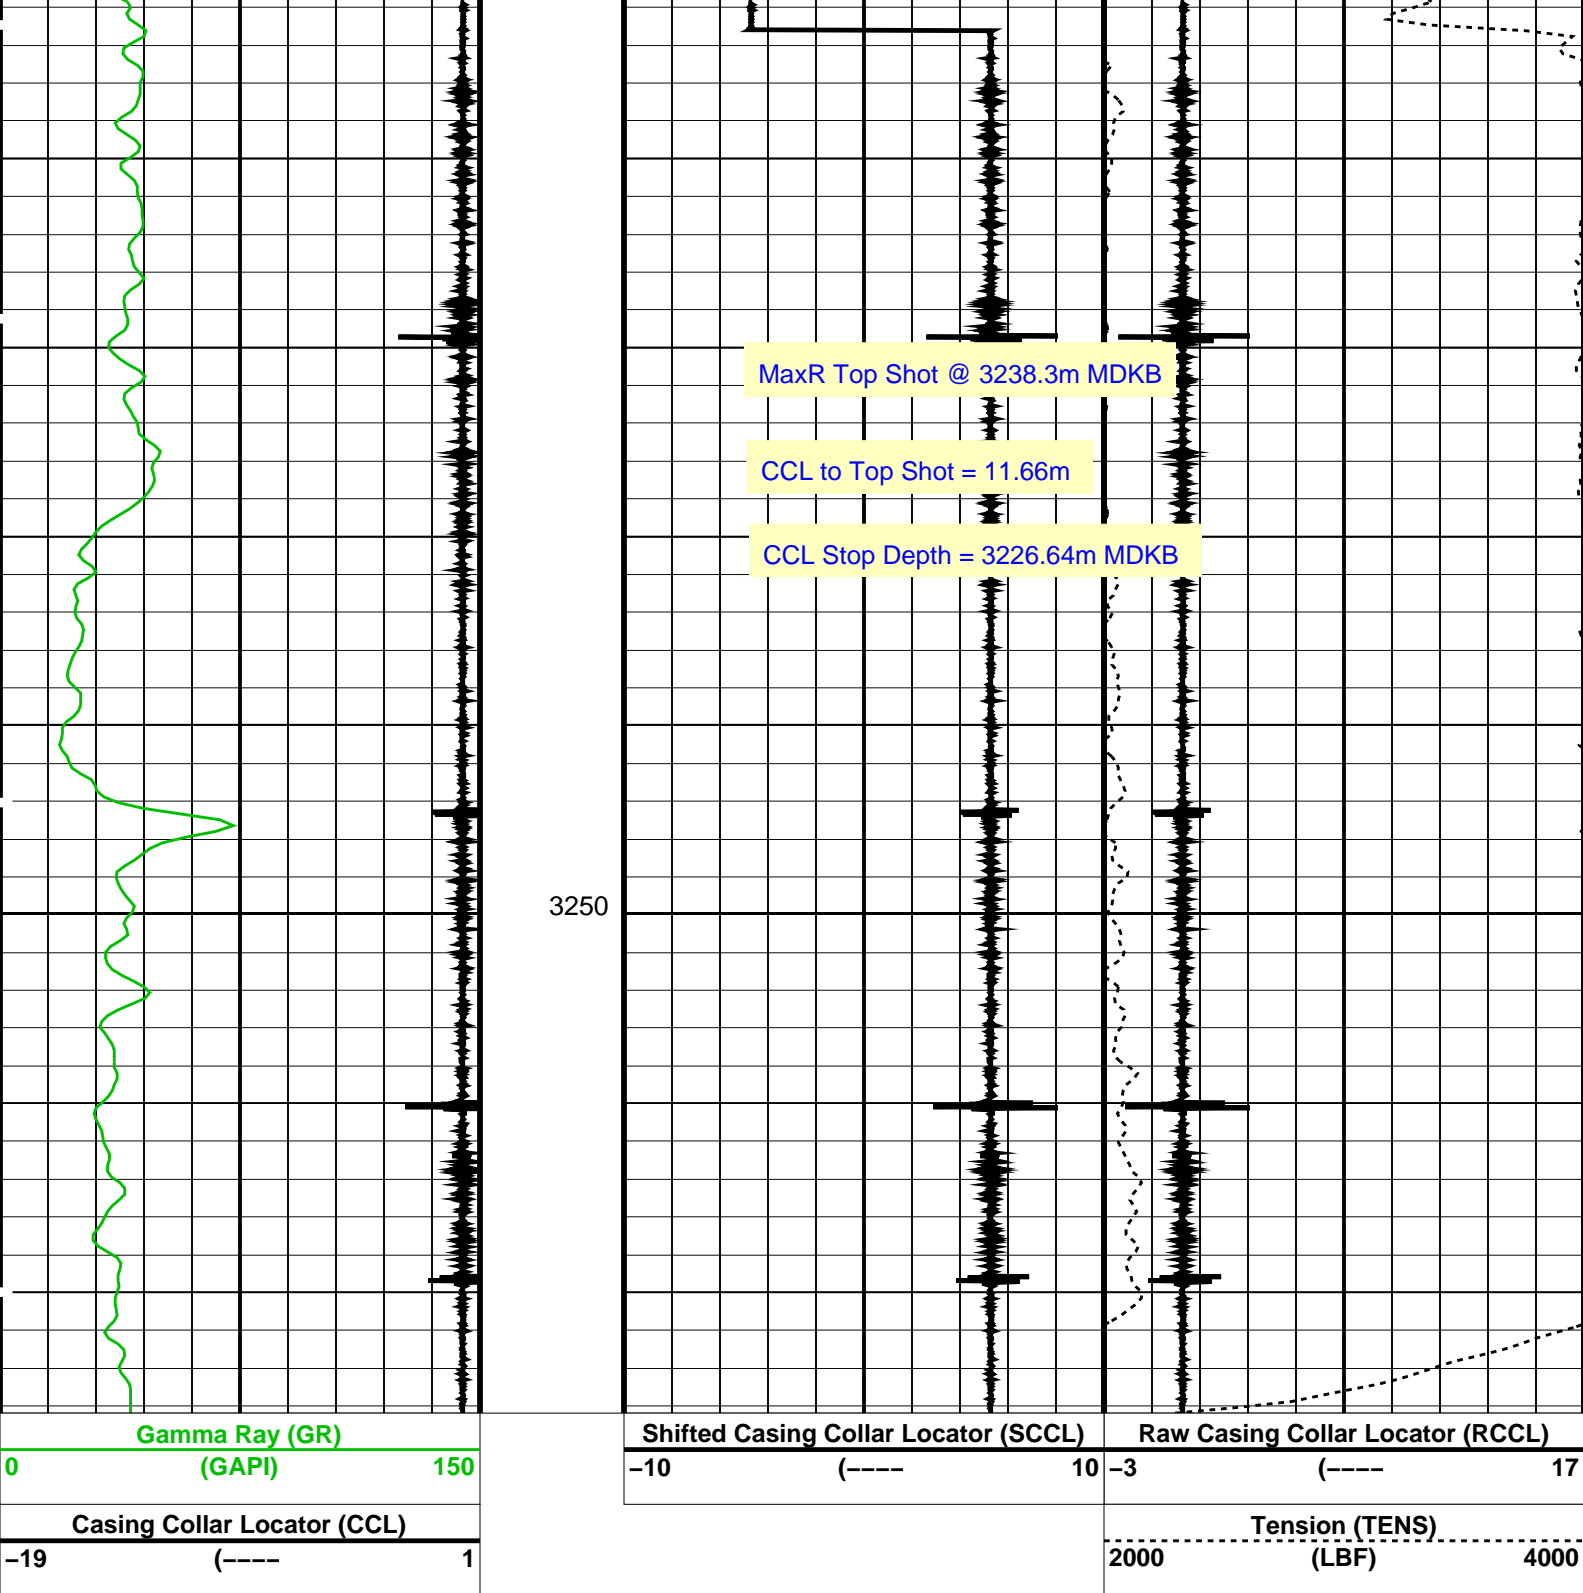 MaxR Top Shot @ 3238.3m MDKB
CCL to Top Shot = 11.66m
CCL Stop Depth = 3226.64m MDKB
3250
Gamma Ray (GR)
0 (GAPI) 150
Casing Collar Locator (CCL)
−19 (−−−− 1
Shifted Casing Collar Locator (SCCL)
−10 (−−−− 10
Raw Casing Collar Locator (RCCL)
−3 (−−−− 17
Tension (TENS)
2000 (LBF) 4000